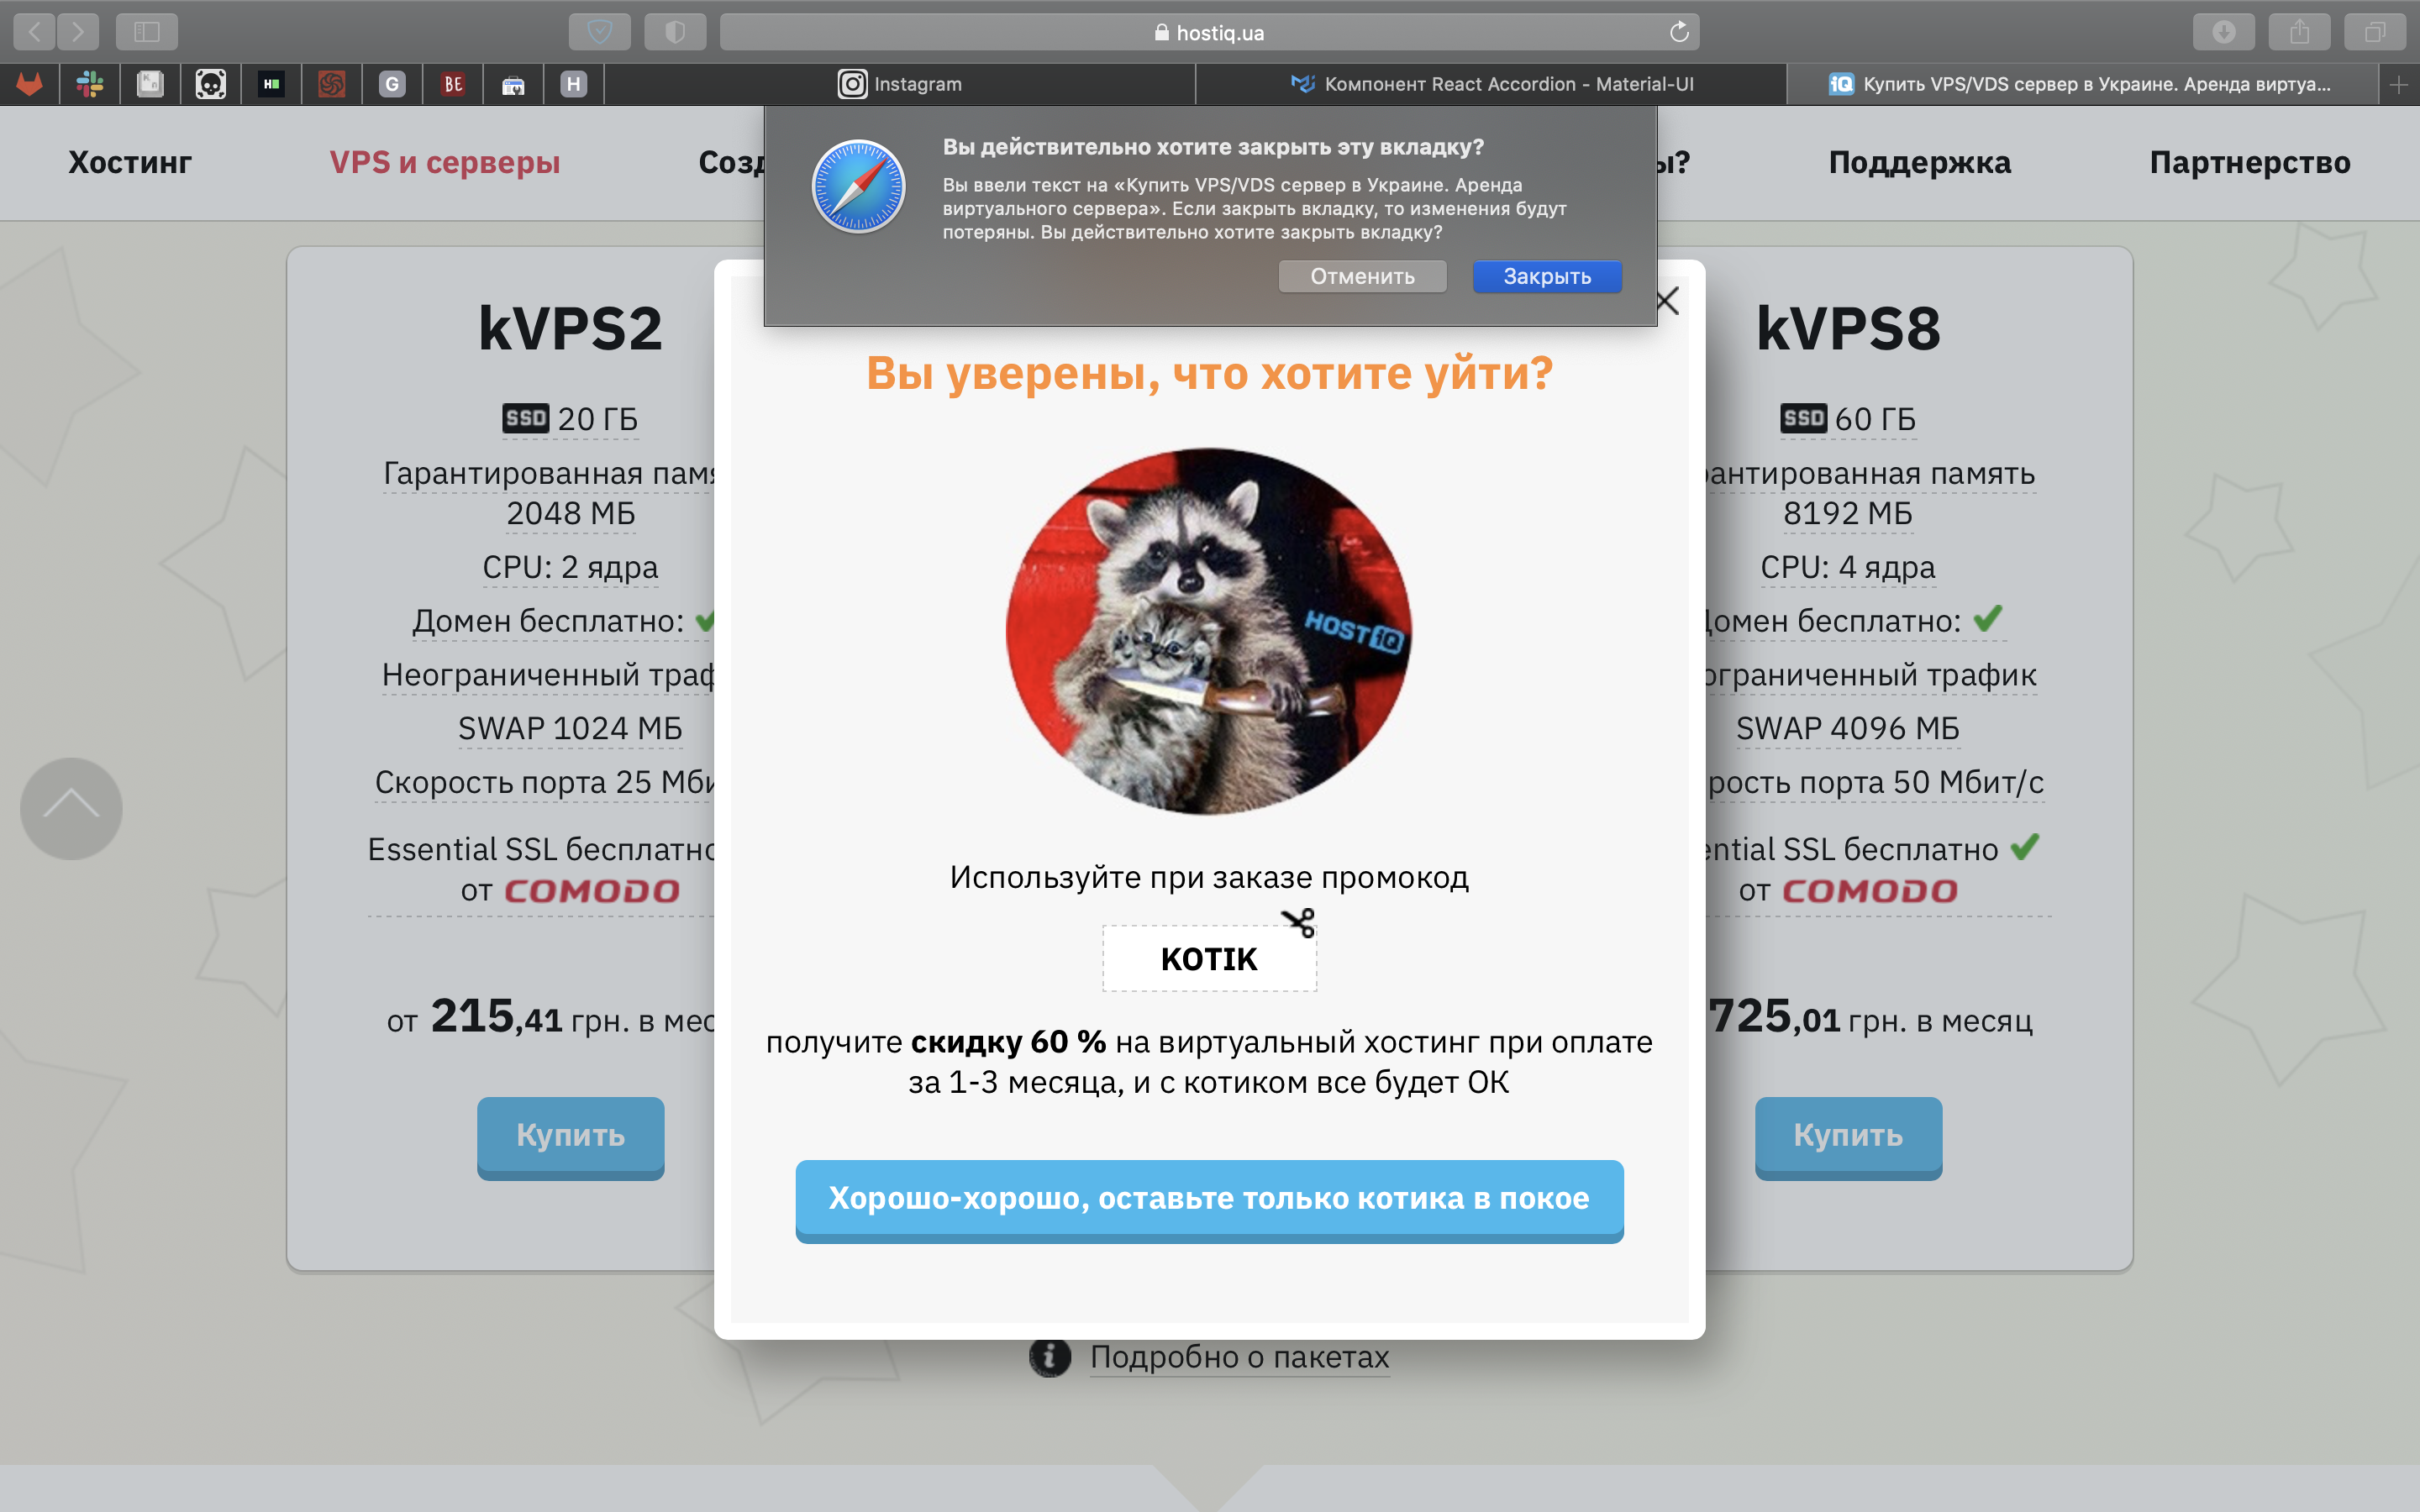 hostiq.ua
G
BE
H
Instagram
Компонент React Accordion - Material-UI
iQ
Купить VPS/VDS сервер в Украине. Аренда виртуа...
Вы действительно хотите закрыть эту вкладку?
Вы ввели текст на «Купить VPS/VDS сервер в Украине. Аренда
виртуального сервера». Если закрыть вкладку, то изменения будут
потеряны. Вы действительно хотите закрыть вкладку?
Отменить
Закрыть
Хостинг
VPS и серверы
Созд
ы?
Поддержка
Партнерство
kVPS2
SSD 20 ГБ
Гарантированная памя
2048 МБ
CPU: 2 ядра
Домен бесплатно:
Неограниченный траф
SWAP 1024 МБ
Скорость порта 25 Мби
Essential SSL бесплатно
от COMODO
от 215,41 грн. в мес
Купить
Вы уверены, что хотите уйти?
HOSTiQ
Используйте при заказе промокод
KOTIK
получите скидку 60 % на виртуальный хостинг при оплате
за 1-3 месяца, и с котиком все будет ОК
Хорошо-хорошо, оставьте только котика в покое
kVPS8
SSD 60 ГБ
рантированная память
8192 МБ
CPU: 4 ядра
Домен бесплатно:
ограниченный трафик
SWAP 4096 МБ
рость порта 50 Мбит/с
ential SSL бесплатно
от COMODO
725,01 грн. в месяц
Купить
Подробно о пакетах